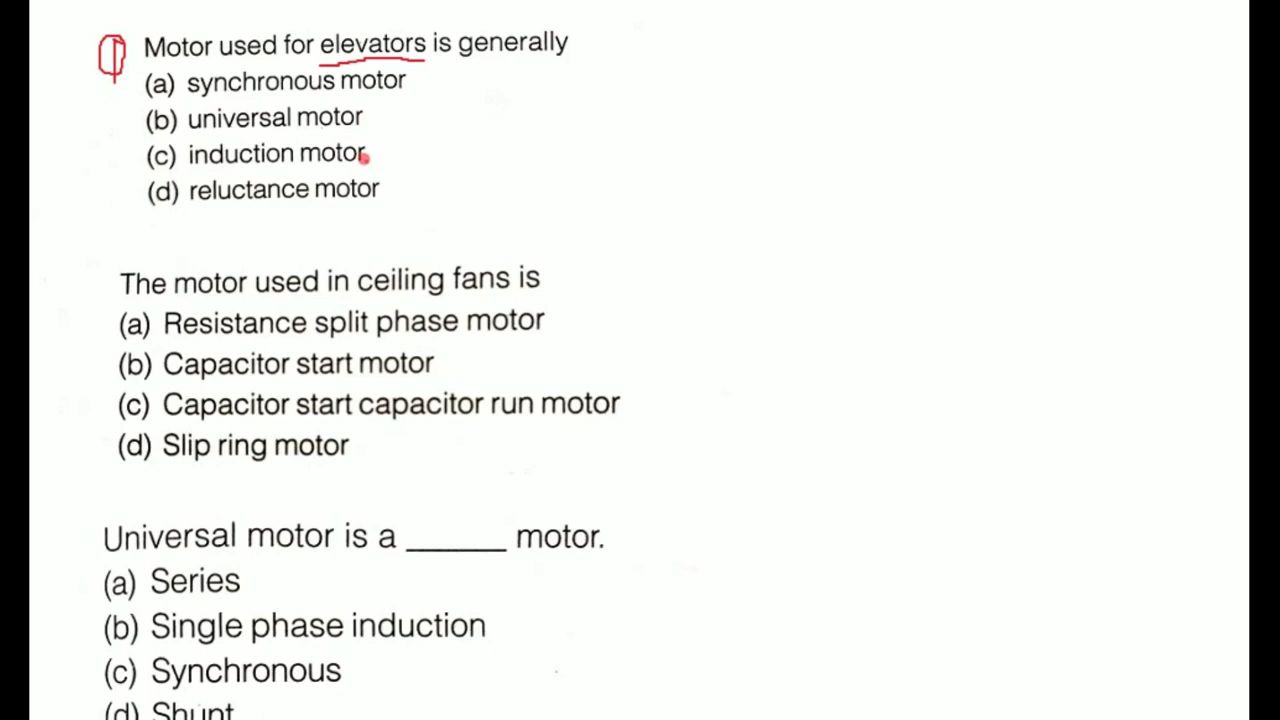 Motor used for elevators is generally
(a) synchronous motor
(b) universal motor
(c) induction motor
(d) reluctance motor
The motor used in ceiling fans is
(a) Resistance split phase motor
(b) Capacitor start motor
(c) Capacitor start capacitor run motor
(d) Slip ring motor
Universal motor is a ______ motor.
(a) Series
(b) Single phase induction
(c) Synchronous
(d) Shunt